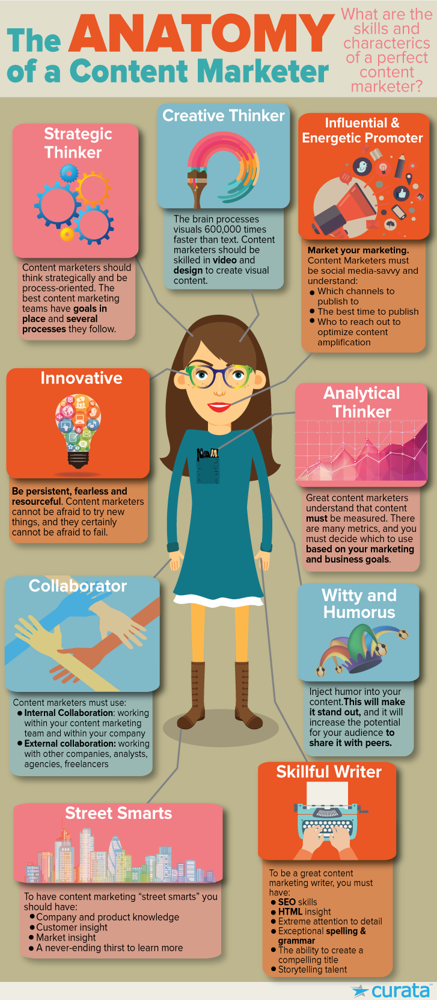 The ANATOMY
of a Content Marketer
What are the
skills and
characterics
of a perfect
content
marketer?
Strategic
Thinker
Content marketers should
think strategically and be
process-oriented. The
best content marketing
teams have goals in
place and several
processes they follow.
Creative Thinker
The brain processes
visuals 600,000 times
faster than text. Content
marketers should be
skilled in video and
design to create visual
content.
Influential &
Energetic Promoter
Market your marketing.
Content Marketers must
be social media-savvy and
understand:
● Which channels to
publish to
● The best time to publish
● Who to reach out to
optimize content
amplification
Innovative
Be persistent, fearless and
resourceful. Content marketers
cannot be afraid to try new
things, and they certainly
cannot be afraid to fail.
Analytical
Thinker
Great content marketers
understand that content
must be measured. There
are many metrics, and you
must decide which to use
based on your marketing
and business goals.
Collaborator
Content marketers must use:
● Internal Collaboration: working
within your content marketing
team and within your company
● External collaboration: working
with other companies, analysts,
agencies, freelancers
Witty and
Humorus
Inject humor into your
content.This will make
it stand out, and it will
increase the potential
for your audience to
share it with peers.
Street Smarts
To have content marketing “street smarts” you
should have:
● Company and product knowledge
● Customer insight
● Market insight
● A never-ending thirst to learn more
Skillful Writer
To be a great content
marketing writer, you must
have:
● SEO skills
● HTML insight
● Extreme attention to detail
● Exceptional spelling &
grammar
● The ability to create a
compelling title
● Storytelling talent
curata